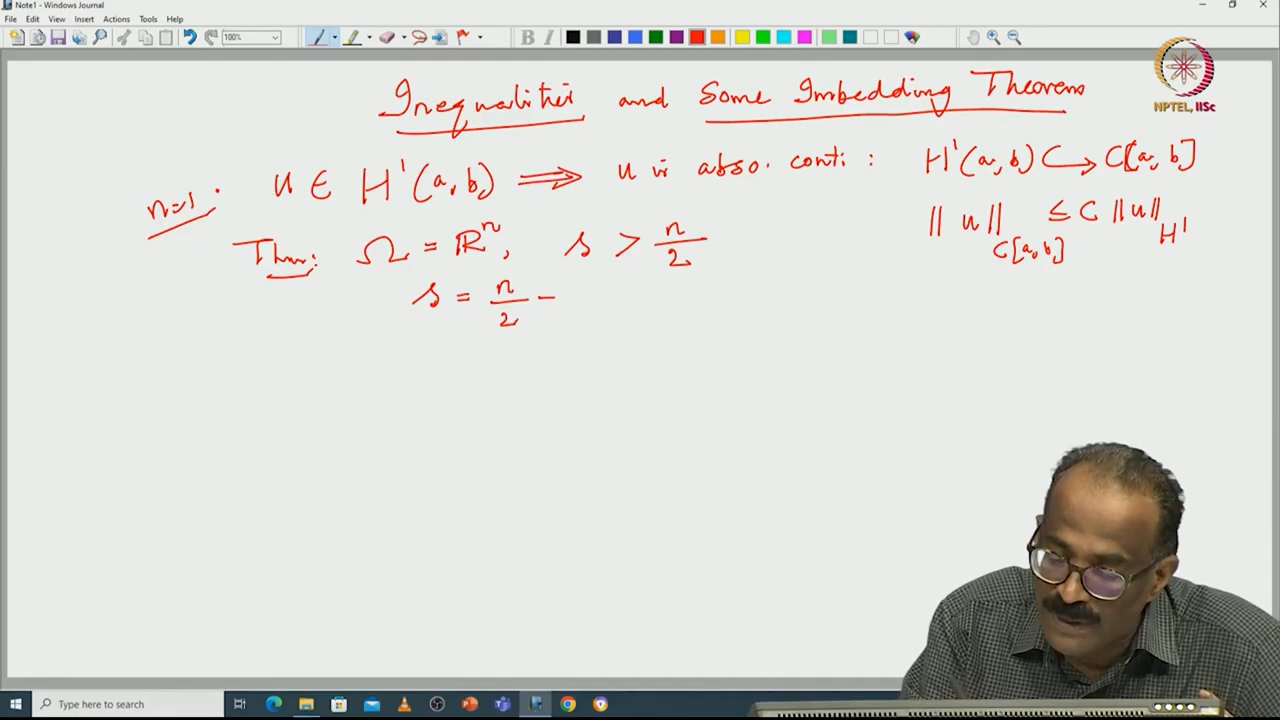 Note1 - Windows Journal
File Edit View Insert Actions Tools Help
100%
B I
NPTEL, IISc
Inequalities and Some Imbedding Theorems
n=1: u ∈ H¹(a, b) ⟹ u is abso. conti : H¹(a, b) ↪ C[a, b]
‖ u ‖_{C[a, b]} ≤ C ‖u‖_{H¹}
Thm: Ω = ℝⁿ, s > n/2
s = n/2 –
Type here to search